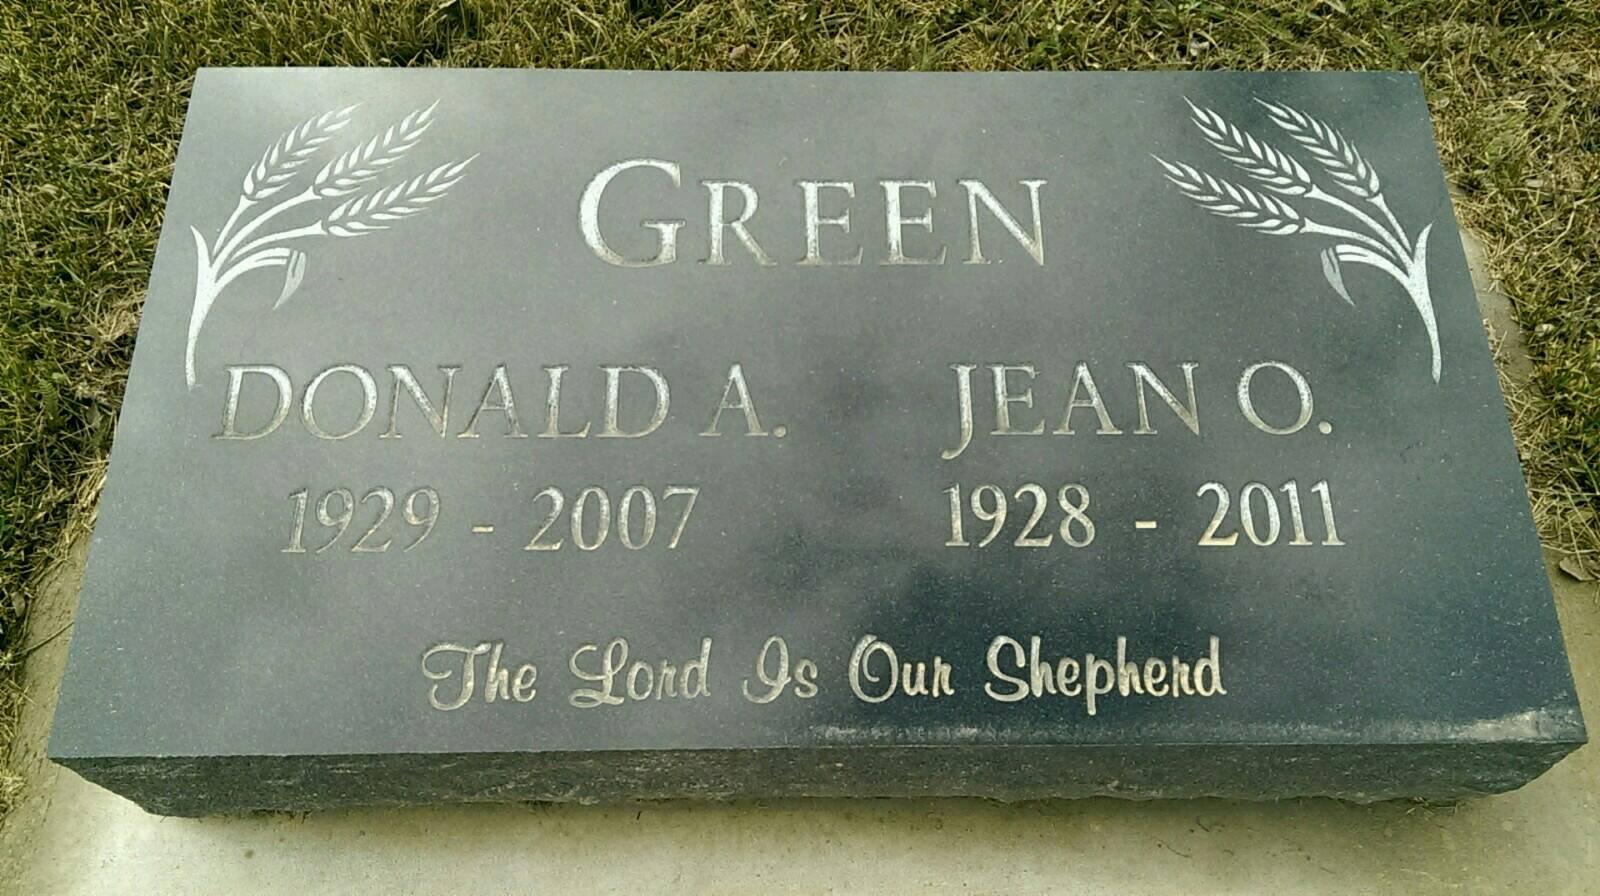 GREEN
DONALD A. JEAN O.
1929 - 2007 1928 - 2011
The Lord Is Our Shepherd